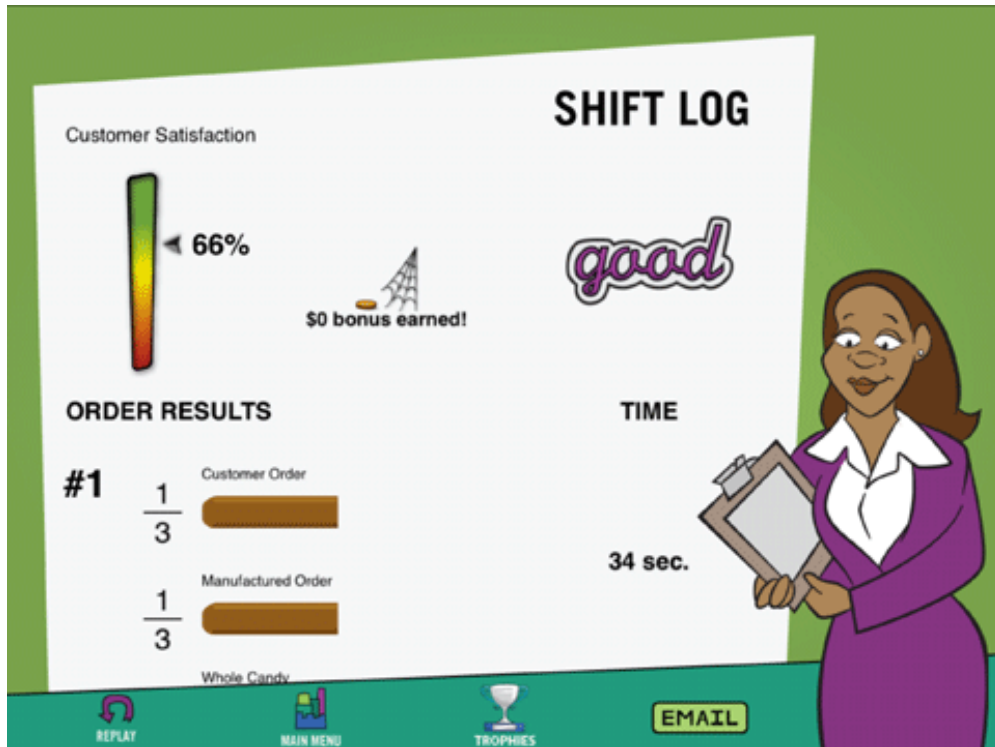 SHIFT LOG
Customer Satisfaction
66%
good
$0 bonus earned!
ORDER RESULTS
TIME
#1
Customer Order
1
3
34 sec.
Manufactured Order
1
3
Whole Candy
REPLAY
MAIN MENU
TROPHIES
EMAIL